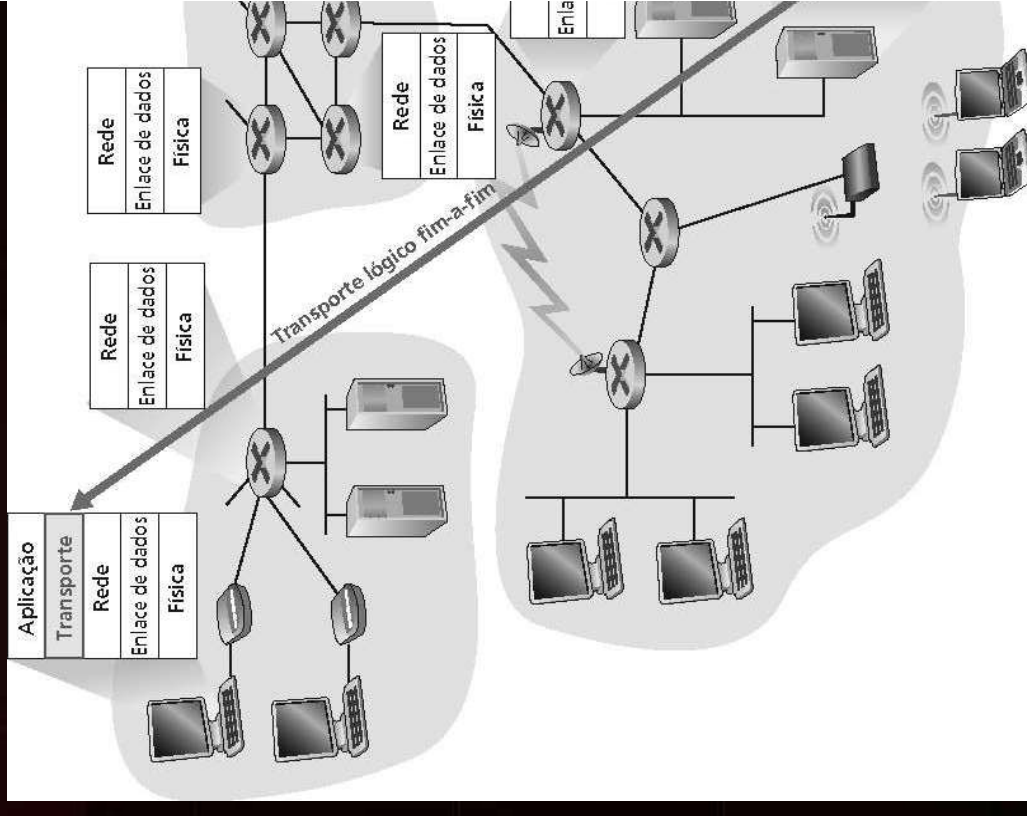 Aplicação
Transporte
Rede
Enlace de dados
Física
Rede
Enlace de dados
Física
Rede
Enlace de dados
Física
Rede
Enlace de dados
Física
Enla
Transporte lógico fim-a-fim